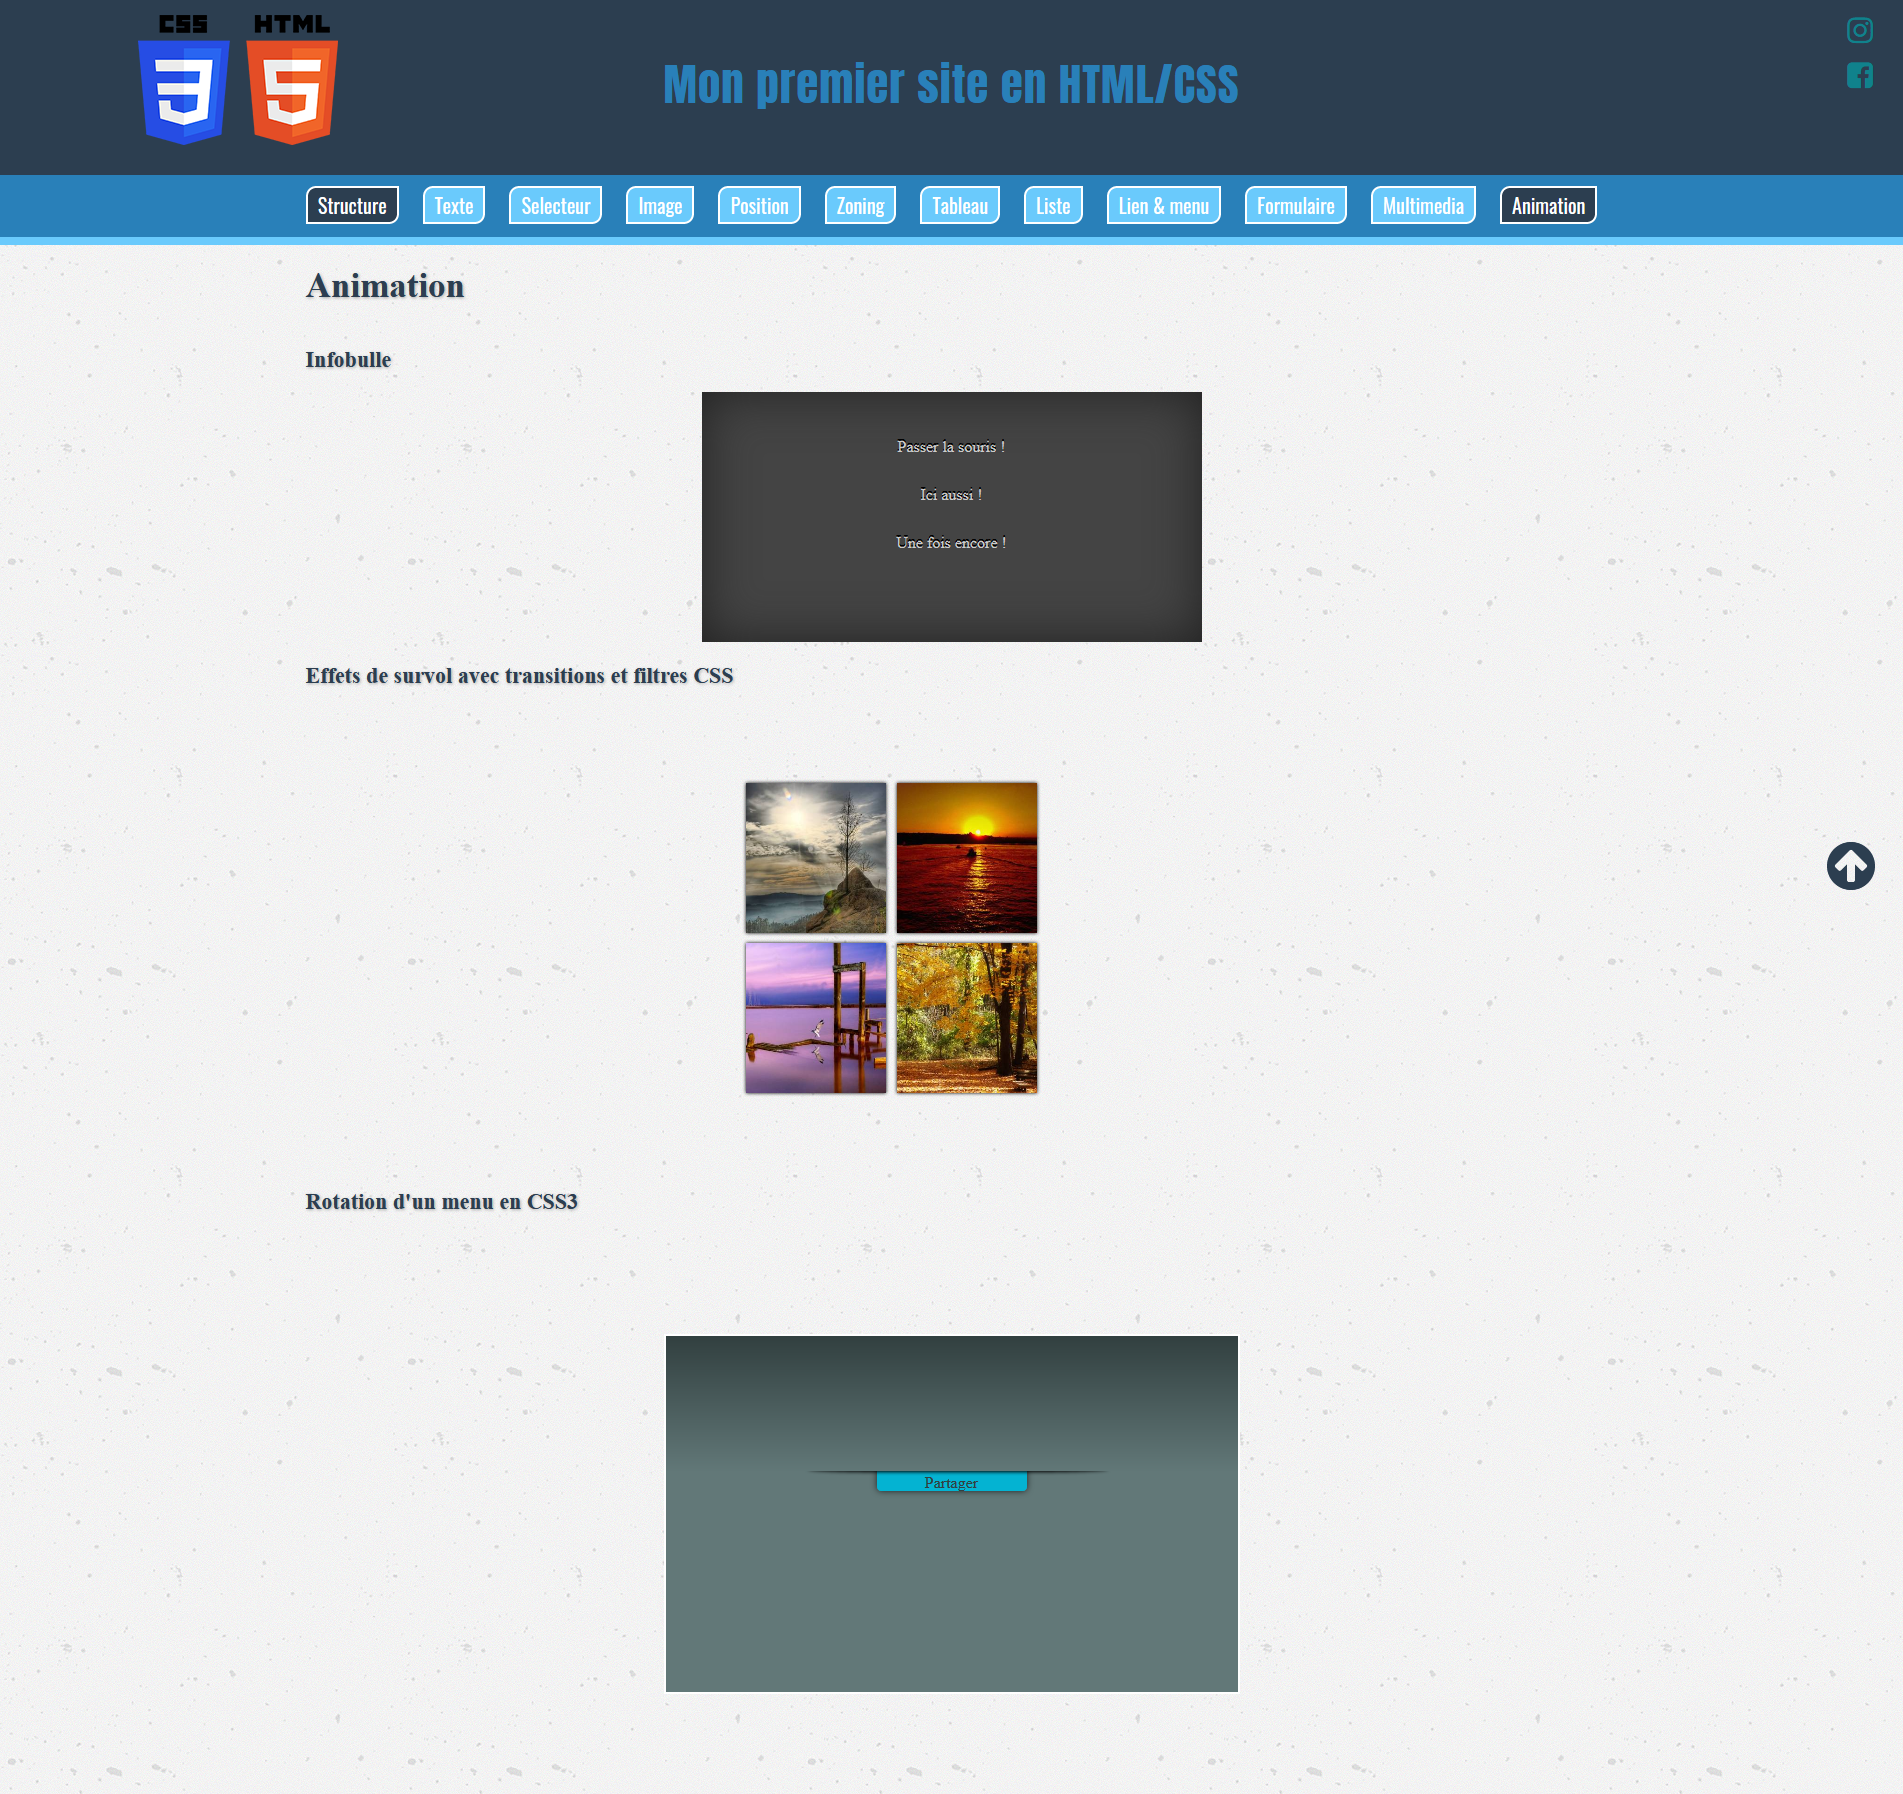 CSS HTML
Mon premier site en HTML/CSS
Structure Texte Selecteur Image Position Zoning Tableau Liste Lien & menu Formulaire Multimedia Animation
Animation
Infobulle
Passer la souris !
Ici aussi !
Une fois encore !
Effets de survol avec transitions et filtres CSS
Rotation d'un menu en CSS3
Partager